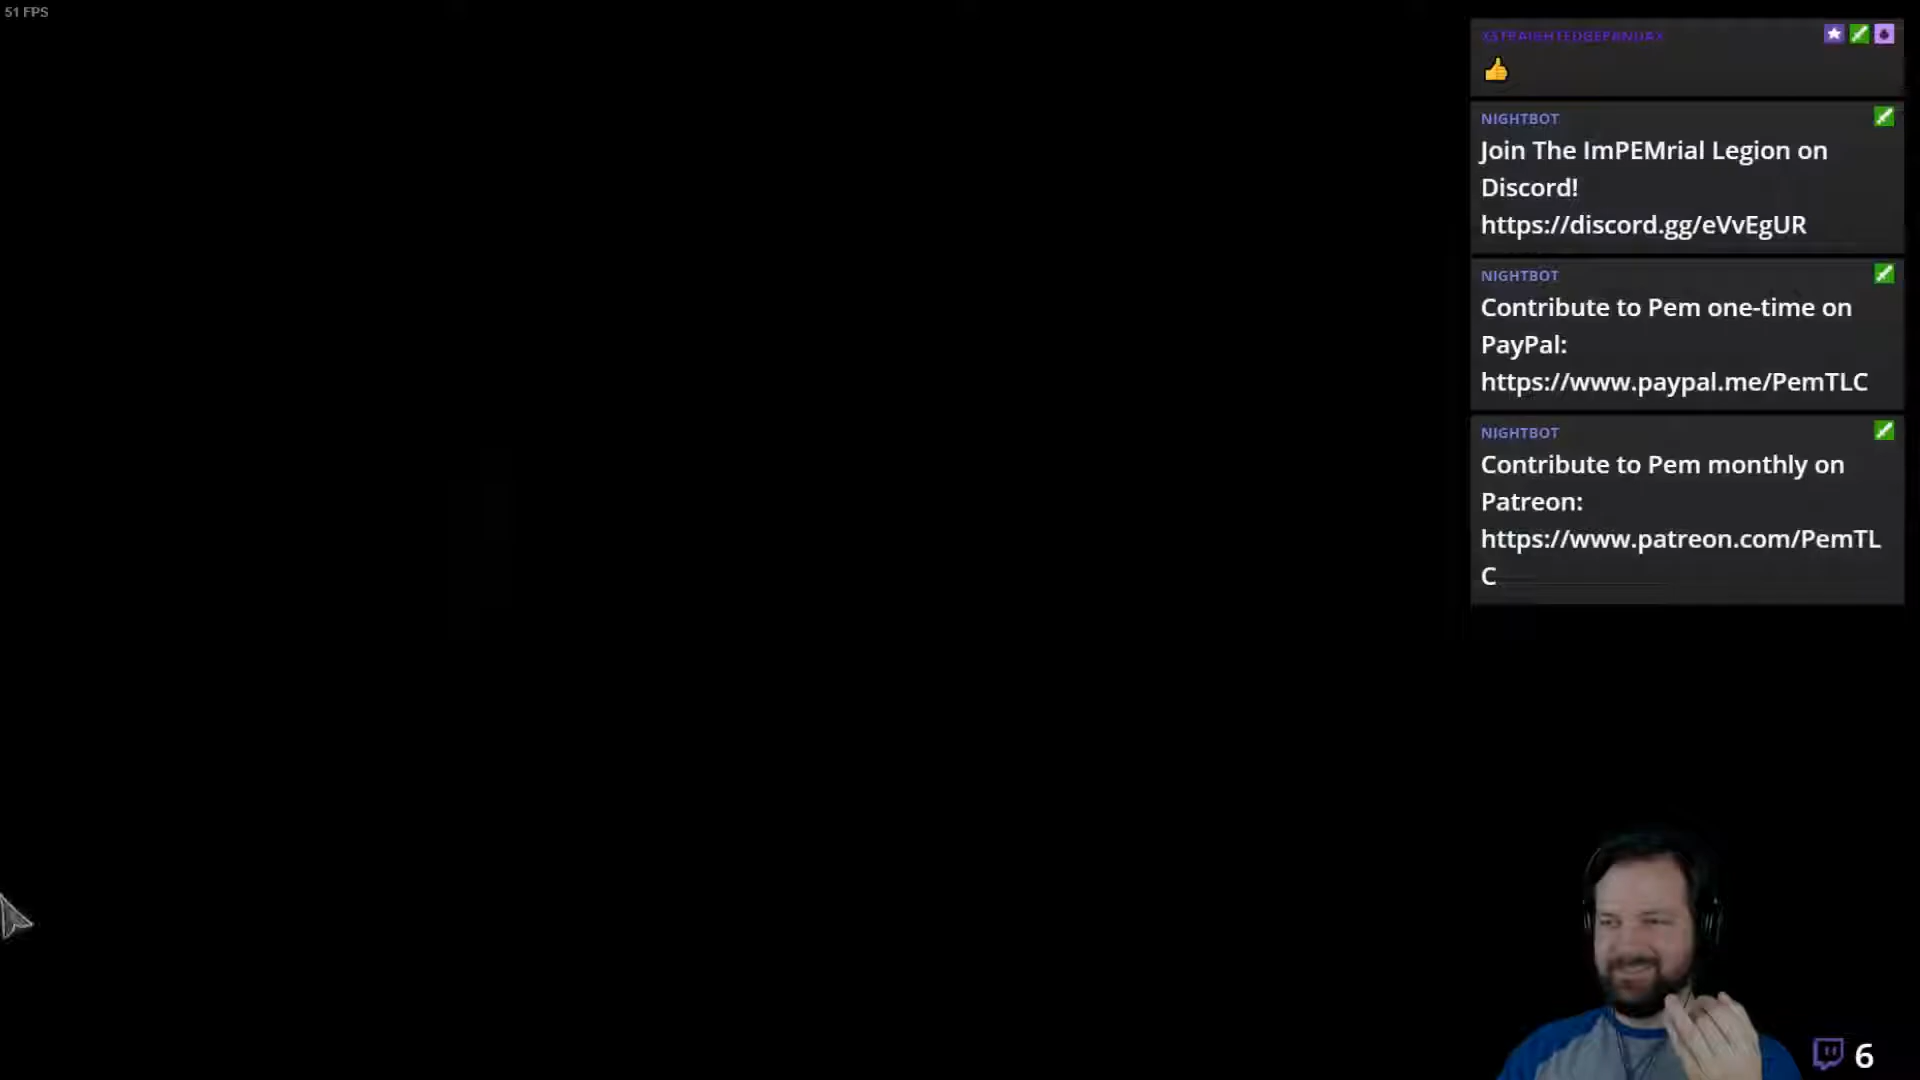 51 FPS
XSTRAIGHTEDGEPANDAX
👍
NIGHTBOT
Join The ImPEMrial Legion on
Discord!
https://discord.gg/eVvEgUR
NIGHTBOT
Contribute to Pem one-time on
PayPal:
https://www.paypal.me/PemTLC
NIGHTBOT
Contribute to Pem monthly on
Patreon:
https://www.patreon.com/PemTL
C
6